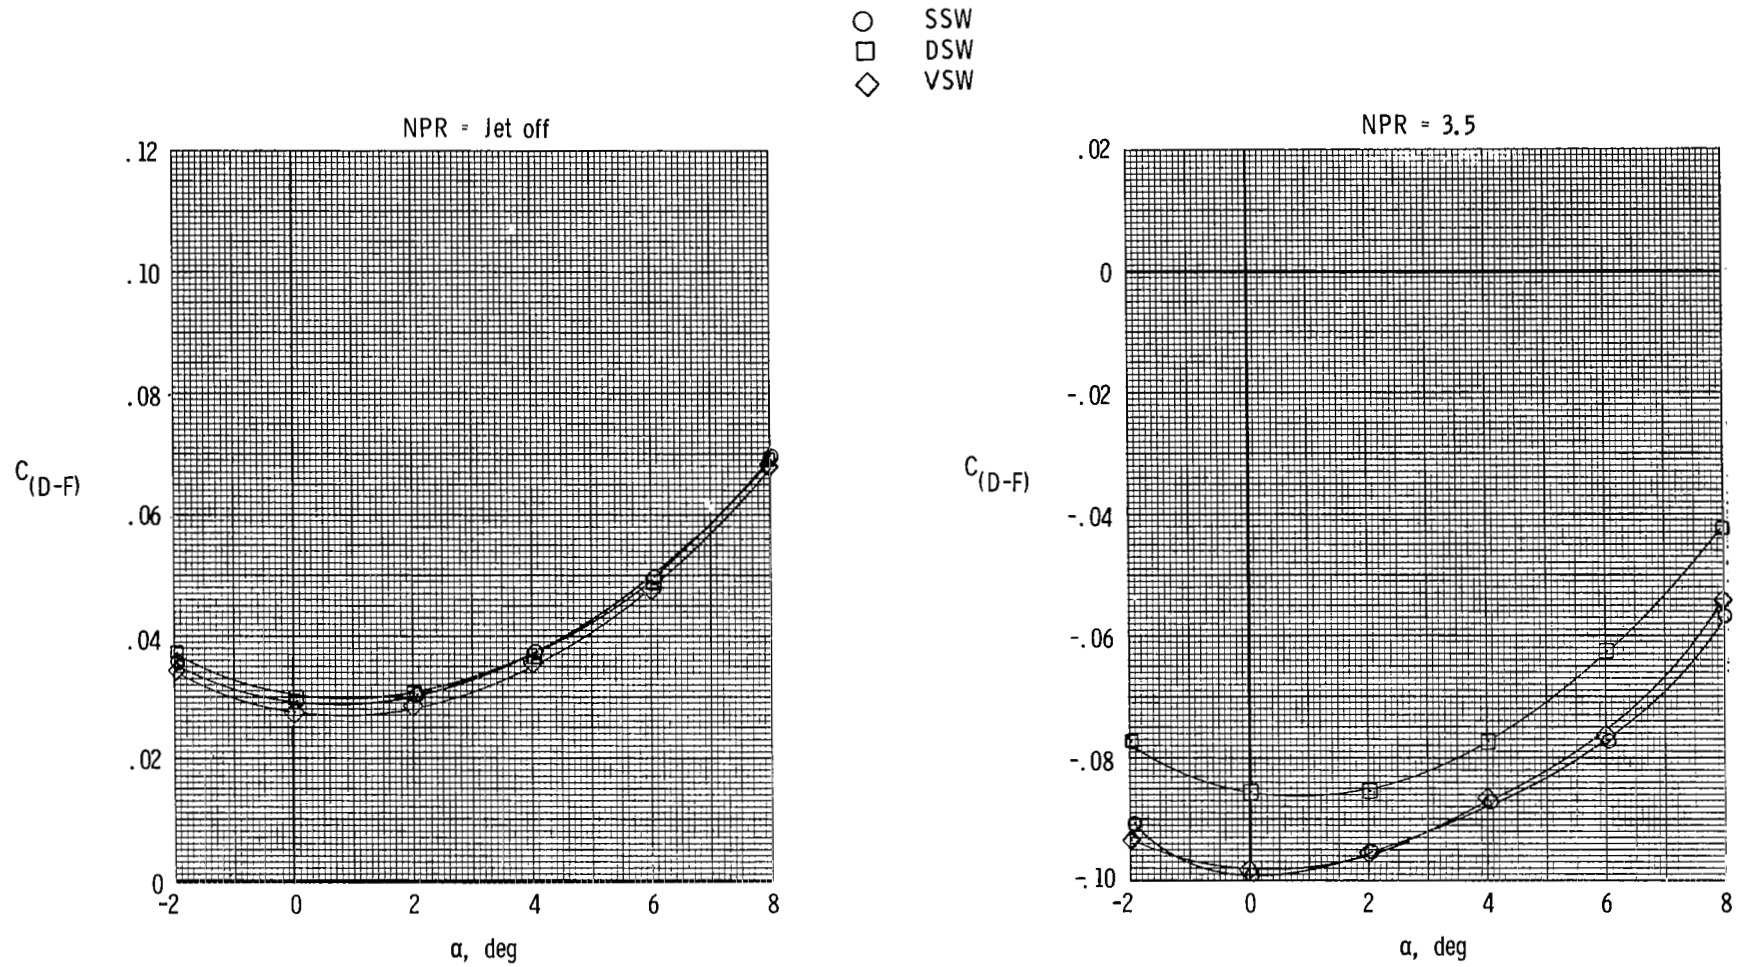 SSW
DSW
VSW
NPR = Jet off
.12
.10
.08
.06
.04
.02
0
C(D-F)
-2 0 2 4 6 8
α, deg
NPR = 3.5
.02
0
-.02
-.04
-.06
-.08
-.10
C(D-F)
-2 0 2 4 6 8
α, deg